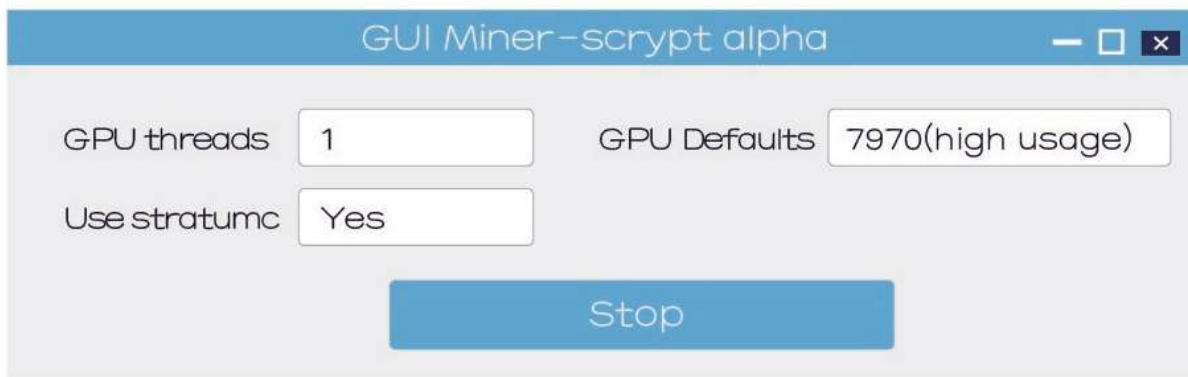 GUI Miner-scrypt alpha
GPU threads 1 GPU Defaults 7970(high usage)
Use stratumc Yes
Stop